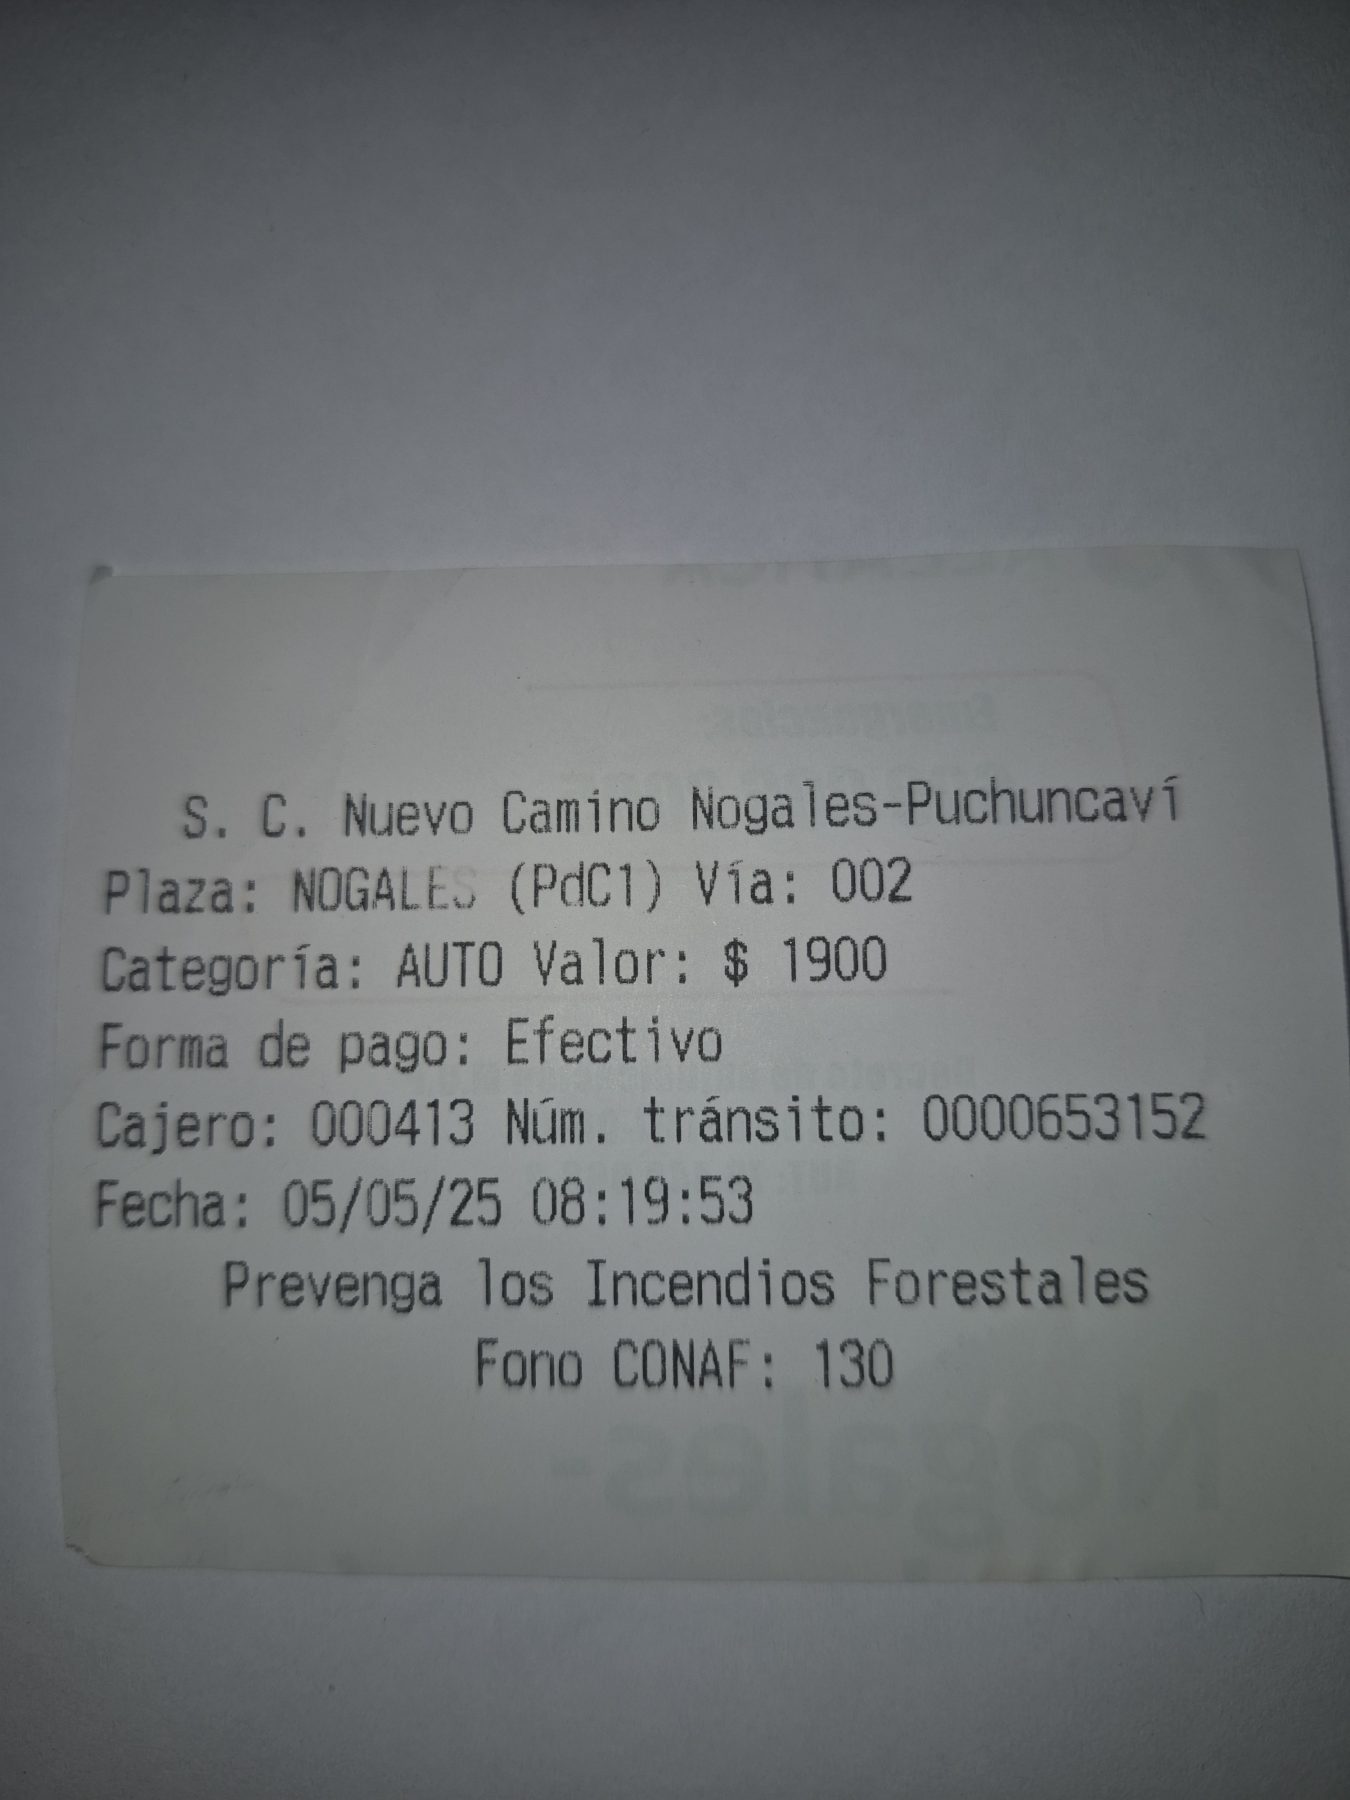 S. C. Nuevo Camino Nogales-Puchuncaví
Plaza: NOGALES (PdC1) Vía: 002
Categoría: AUTO Valor: $ 1900
Forma de pago: Efectivo
Cajero: 000413 Núm. tránsito: 0000653152
Fecha: 05/05/25 08:19:53
Prevenga los Incendios Forestales
Fono CONAF: 130
Nogales-